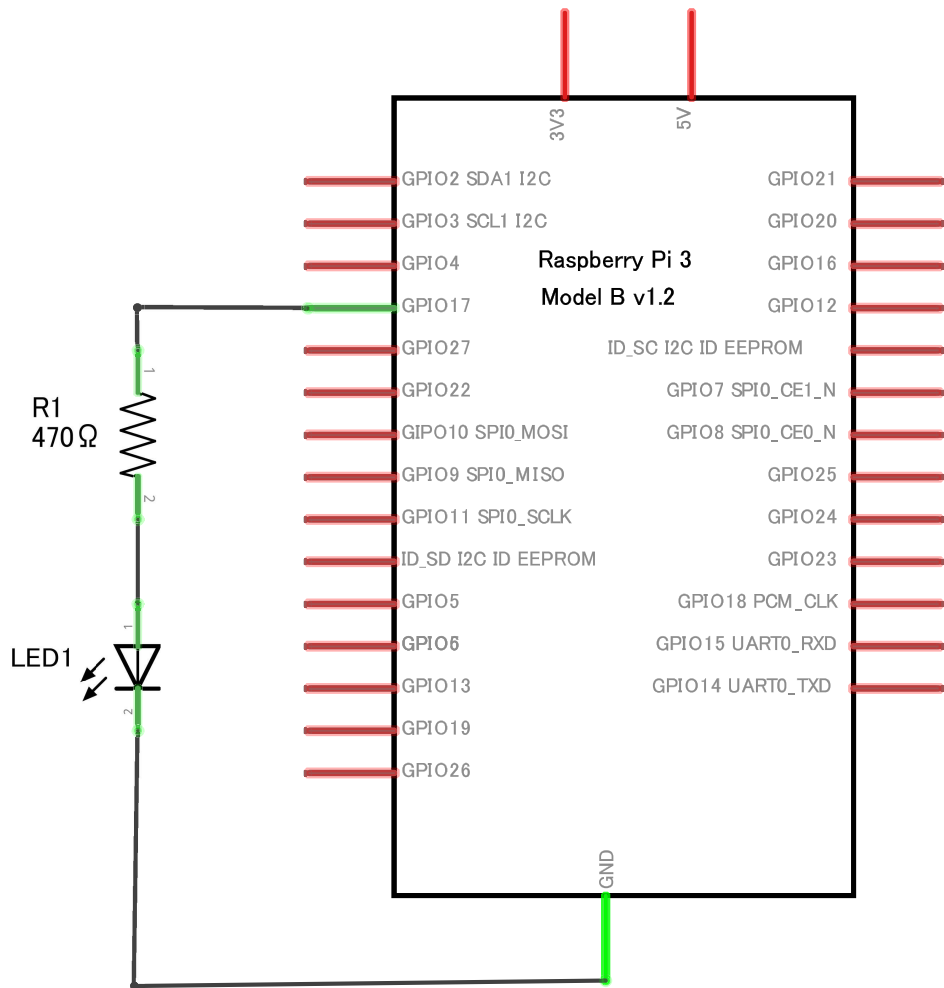 3V3
5V
GPIO2 SDA1 I2C
GPIO21
GPIO3 SCL1 I2C
GPIO20
GPIO4
GPIO16
Raspberry Pi 3
Model B v1.2
GPIO17
GPIO12
GPIO27
ID_SC I2C ID EEPROM
GPIO22
GPIO7 SPI0_CE1_N
GIPO10 SPI0_MOSI
GPIO8 SPI0_CE0_N
GPIO9 SPI0_MISO
GPIO25
GPIO11 SPI0_SCLK
GPIO24
ID_SD I2C ID EEPROM
GPIO23
GPIO5
GPIO18 PCM_CLK
GPIO6
GPIO15 UART0_RXD
GPIO13
GPIO14 UART0_TXD
GPIO19
GPIO26
GND
1
R1
470Ω
2
1
LED1
2